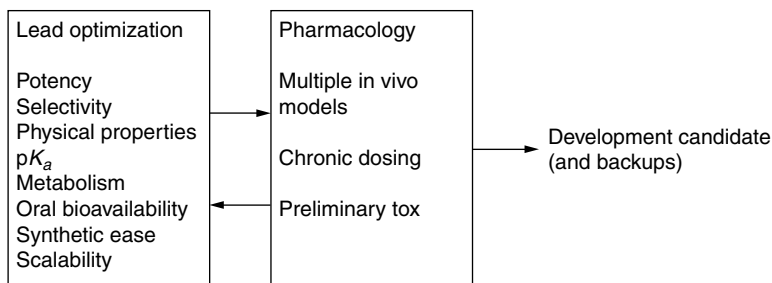 Lead optimization
Potency
Selectivity
Physical properties
pKa
Metabolism
Oral bioavailability
Synthetic ease
Scalability
Pharmacology
Multiple in vivo
models
Chronic dosing
Preliminary tox
Development candidate
(and backups)